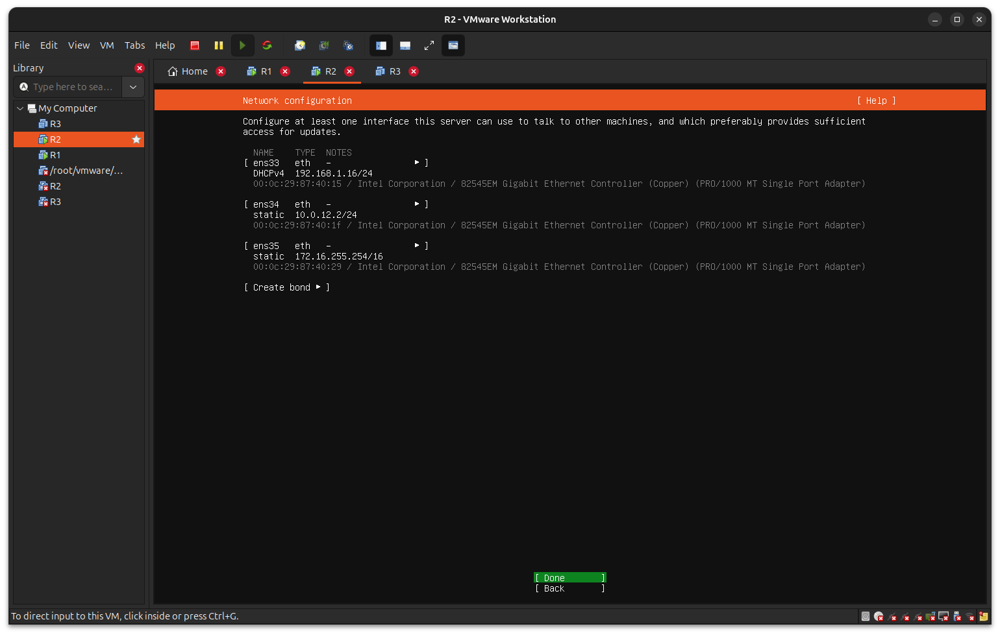 R2 - VMware Workstation
File Edit View VM Tabs Help
Library
Type here to sea...
My Computer
R3
R2
R1
/root/vmware/...
R2
R3
Home R1 R2 R3
Network configuration [ Help ]
Configure at least one interface this server can use to talk to other machines, and which preferably provides sufficient
access for updates.
NAME TYPE NOTES
[ ens33 eth - ▸ ]
DHCPv4 192.168.1.16/24
00:0c:29:87:40:15 / Intel Corporation / 82545EM Gigabit Ethernet Controller (Copper) (PRO/1000 MT Single Port Adapter)
[ ens34 eth - ▸ ]
static 10.0.12.2/24
00:0c:29:87:40:1f / Intel Corporation / 82545EM Gigabit Ethernet Controller (Copper) (PRO/1000 MT Single Port Adapter)
[ ens35 eth - ▸ ]
static 172.16.255.254/16
00:0c:29:87:40:29 / Intel Corporation / 82545EM Gigabit Ethernet Controller (Copper) (PRO/1000 MT Single Port Adapter)
[ Create bond ▸ ]
[ Done ]
[ Back ]
To direct input to this VM, click inside or press Ctrl+G.